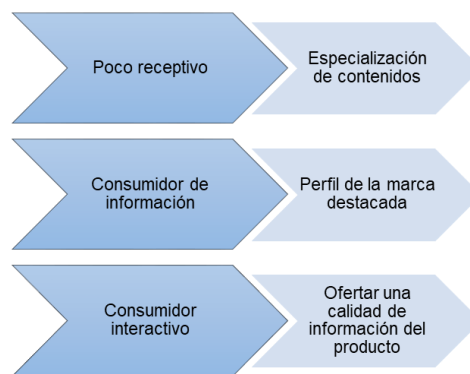 Poco receptivo
Especialización
de contenidos
Consumidor de
información
Perfil de la marca
destacada
Consumidor
interactivo
Ofertar una
calidad de
información del
producto